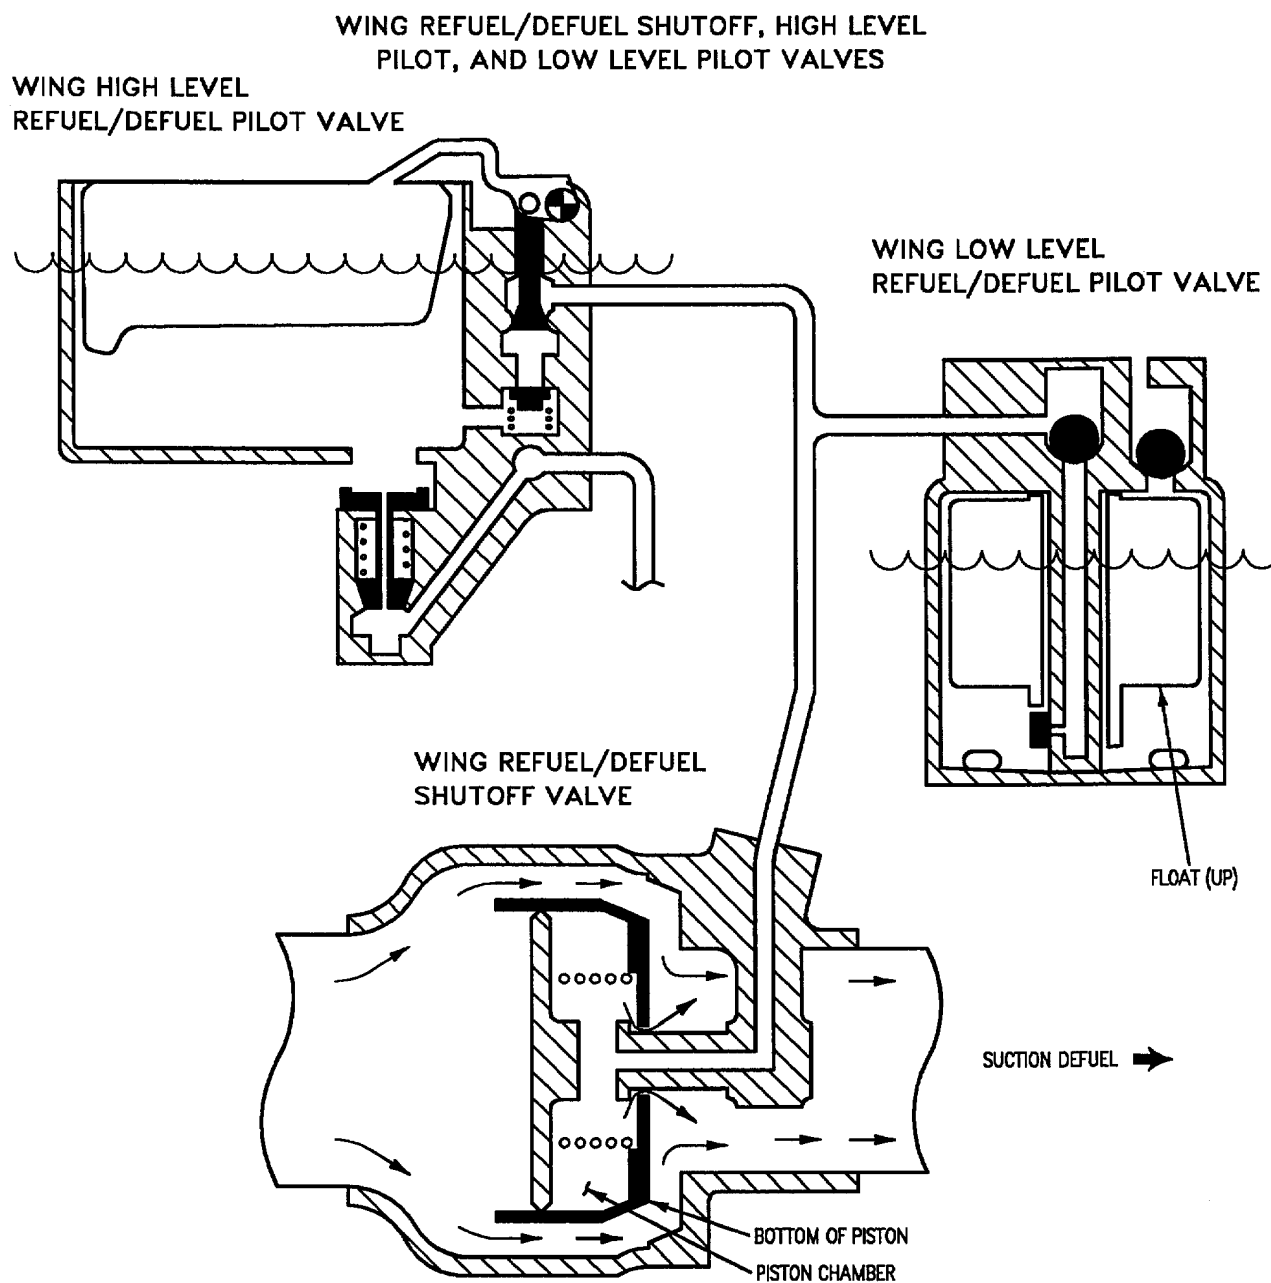 WING REFUEL/DEFUEL SHUTOFF, HIGH LEVEL
PILOT, AND LOW LEVEL PILOT VALVES
WING HIGH LEVEL
REFUEL/DEFUEL PILOT VALVE
WING LOW LEVEL
REFUEL/DEFUEL PILOT VALVE
WING REFUEL/DEFUEL
SHUTOFF VALVE
FLOAT (UP)
SUCTION DEFUEL
BOTTOM OF PISTON
PISTON CHAMBER